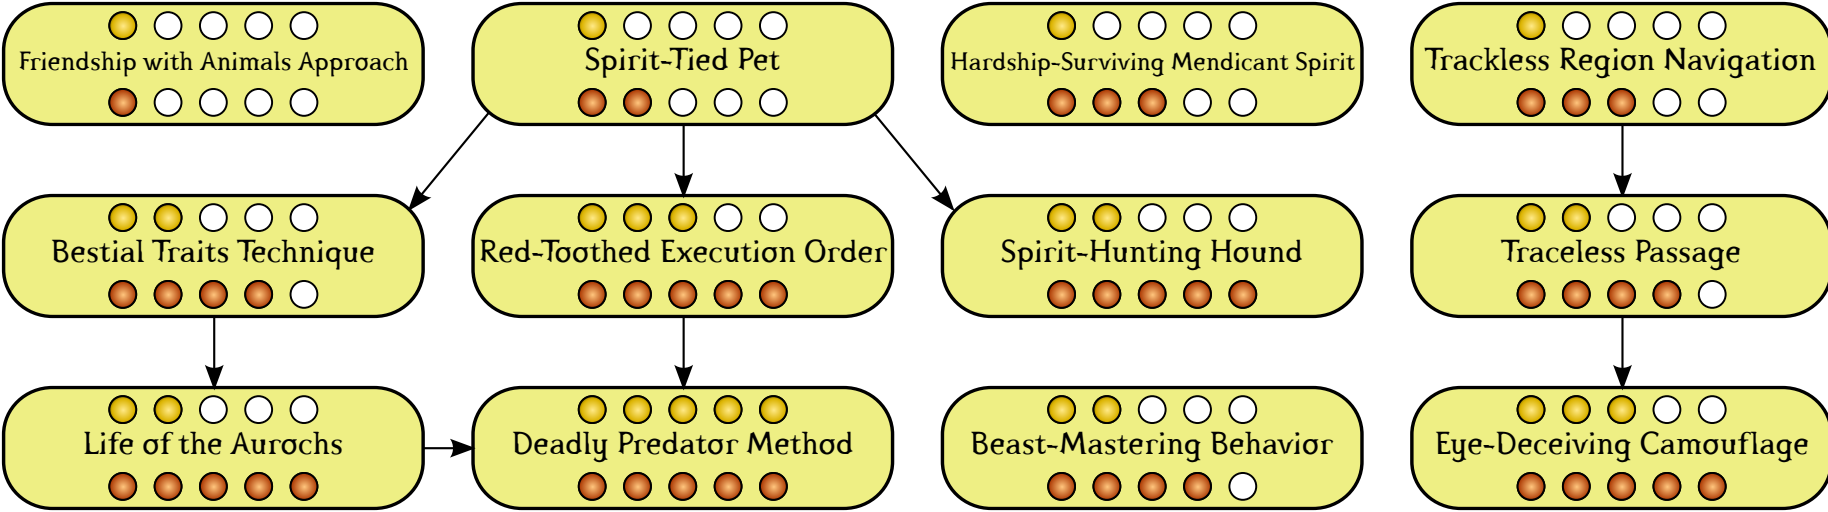 Friendship with Animals Approach
Spirit-Tied Pet
Hardship-Surviving Mendicant Spirit
Trackless Region Navigation
Bestial Traits Technique
Red-Toothed Execution Order
Spirit-Hunting Hound
Traceless Passage
Life of the Aurochs
Deadly Predator Method
Beast-Mastering Behavior
Eye-Deceiving Camouflage